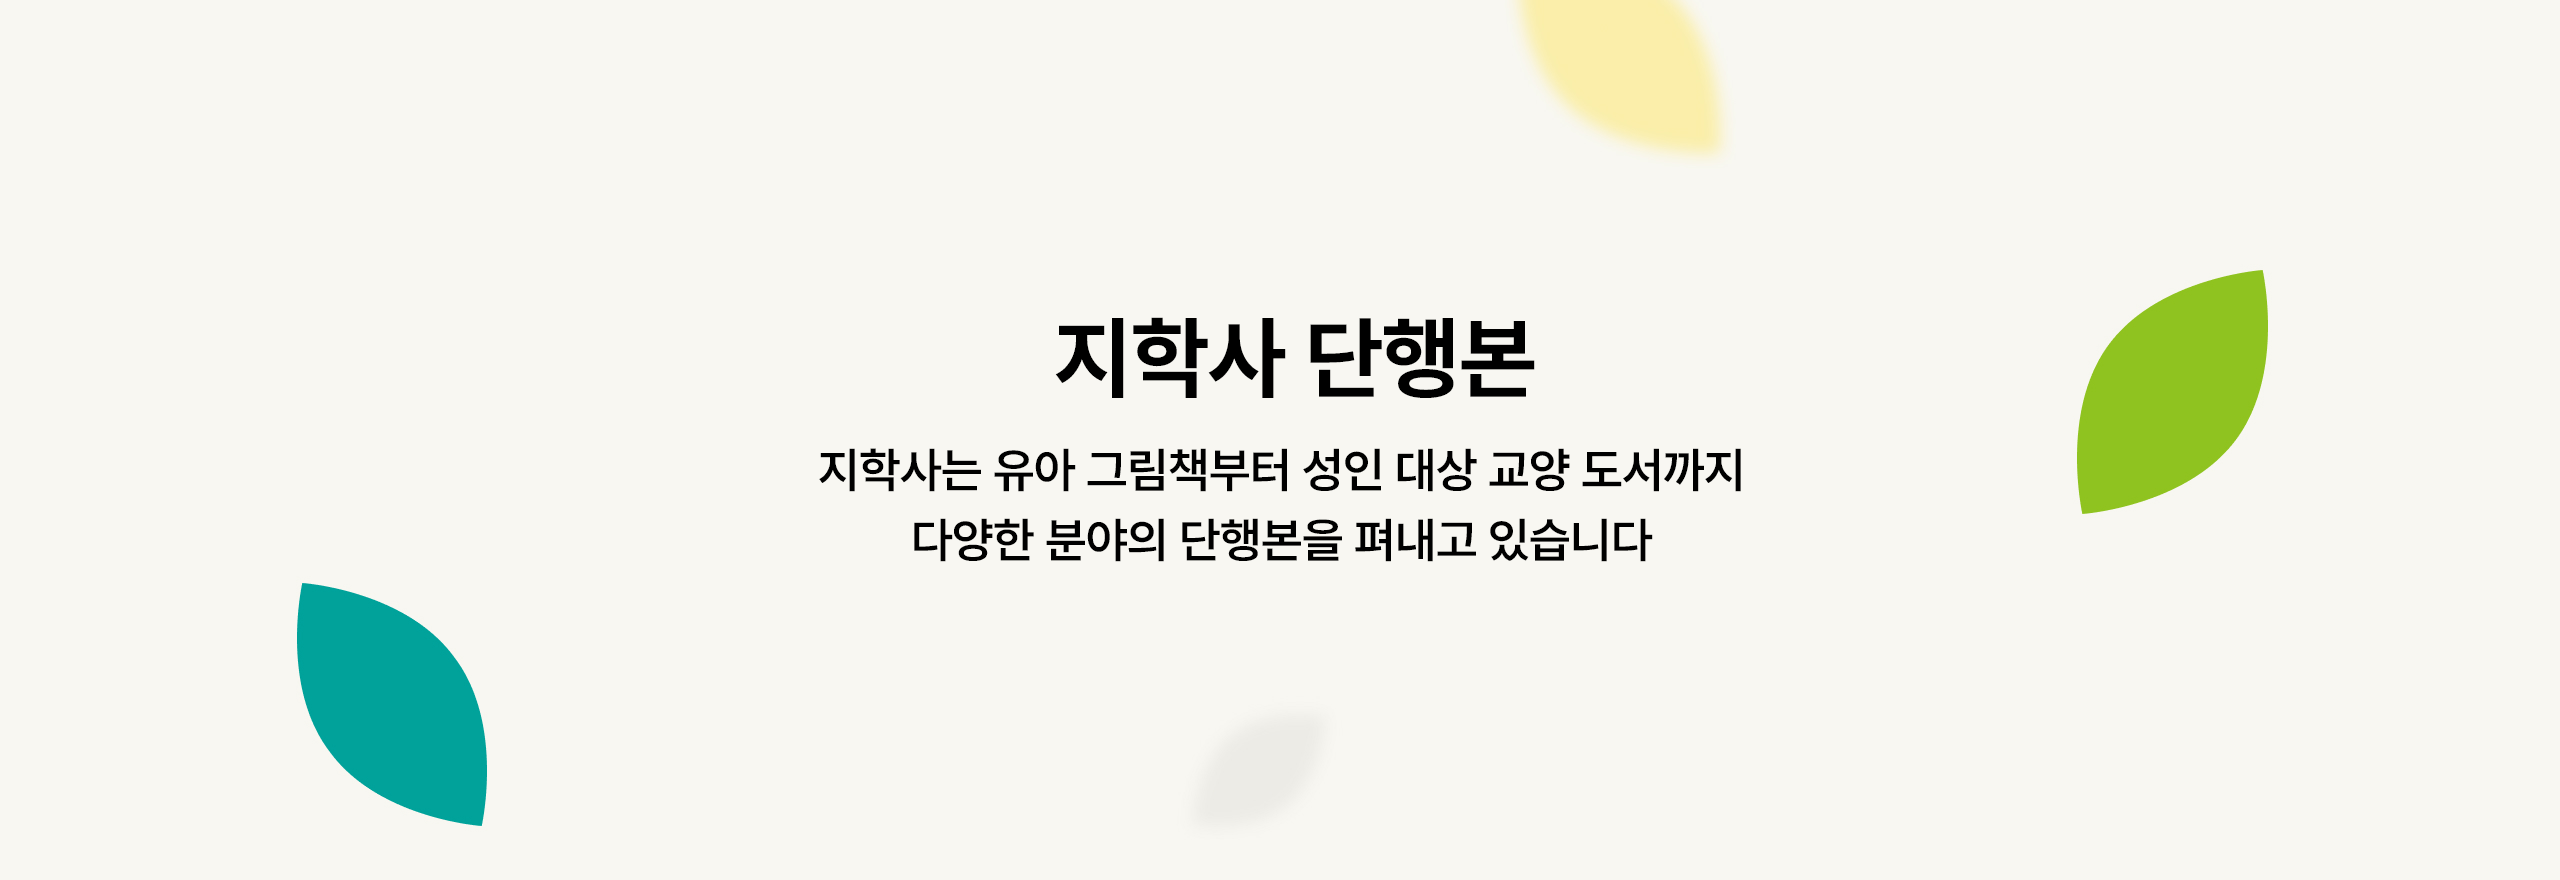 지학사 단행본
지학사는 유아 그림책부터 성인 대상 교양 도서까지
다양한 분야의 단행본을 펴내고 있습니다